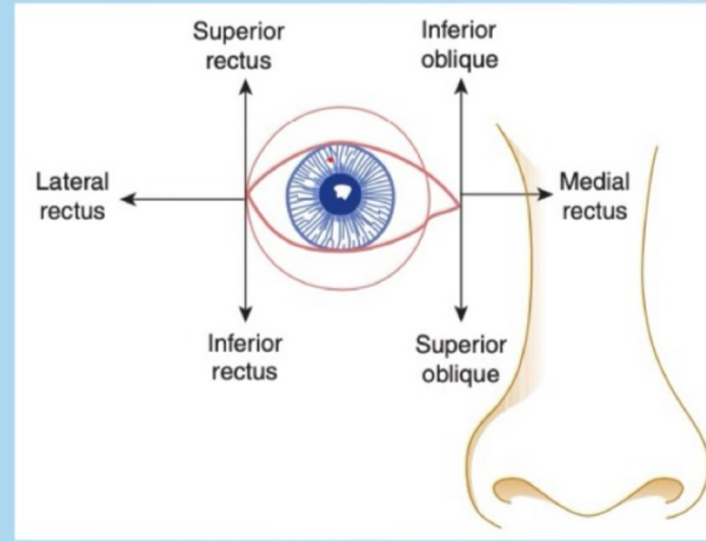 Superior
rectus
Inferior
oblique
Lateral
rectus
Medial
rectus
Inferior
rectus
Superior
oblique